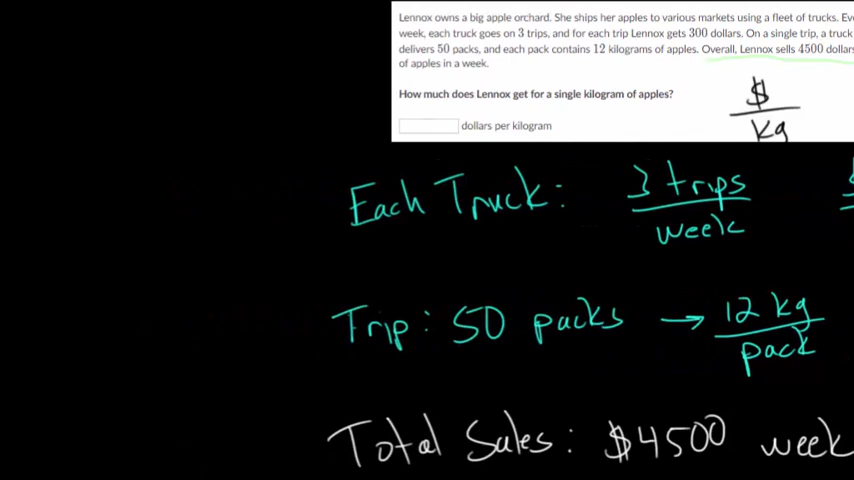 Lennox owns a big apple orchard. She ships her apples to various markets using a fleet of trucks.
week, each truck goes on 3 trips, and for each trip Lennox gets 300 dollars. On a single trip, a truck
delivers 50 packs, and each pack contains 12 kilograms of apples. Overall, Lennox sells 4500 dollars
of apples in a week.
How much does Lennox get for a single kilogram of apples?
$
kg
dollars per kilogram
Each Truck: 3 trips
week
Trip: 50 packs → 12 kg
pack
Total Sales: $4500 week